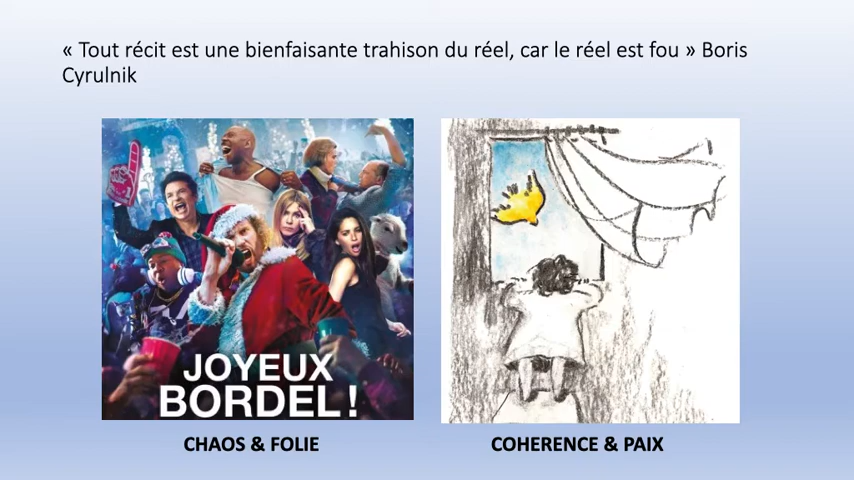 « Tout récit est une bienfaisante trahison du réel, car le réel est fou » Boris
Cyrulnik
JOYEUX
BORDEL !
CHAOS & FOLIE
COHERENCE & PAIX